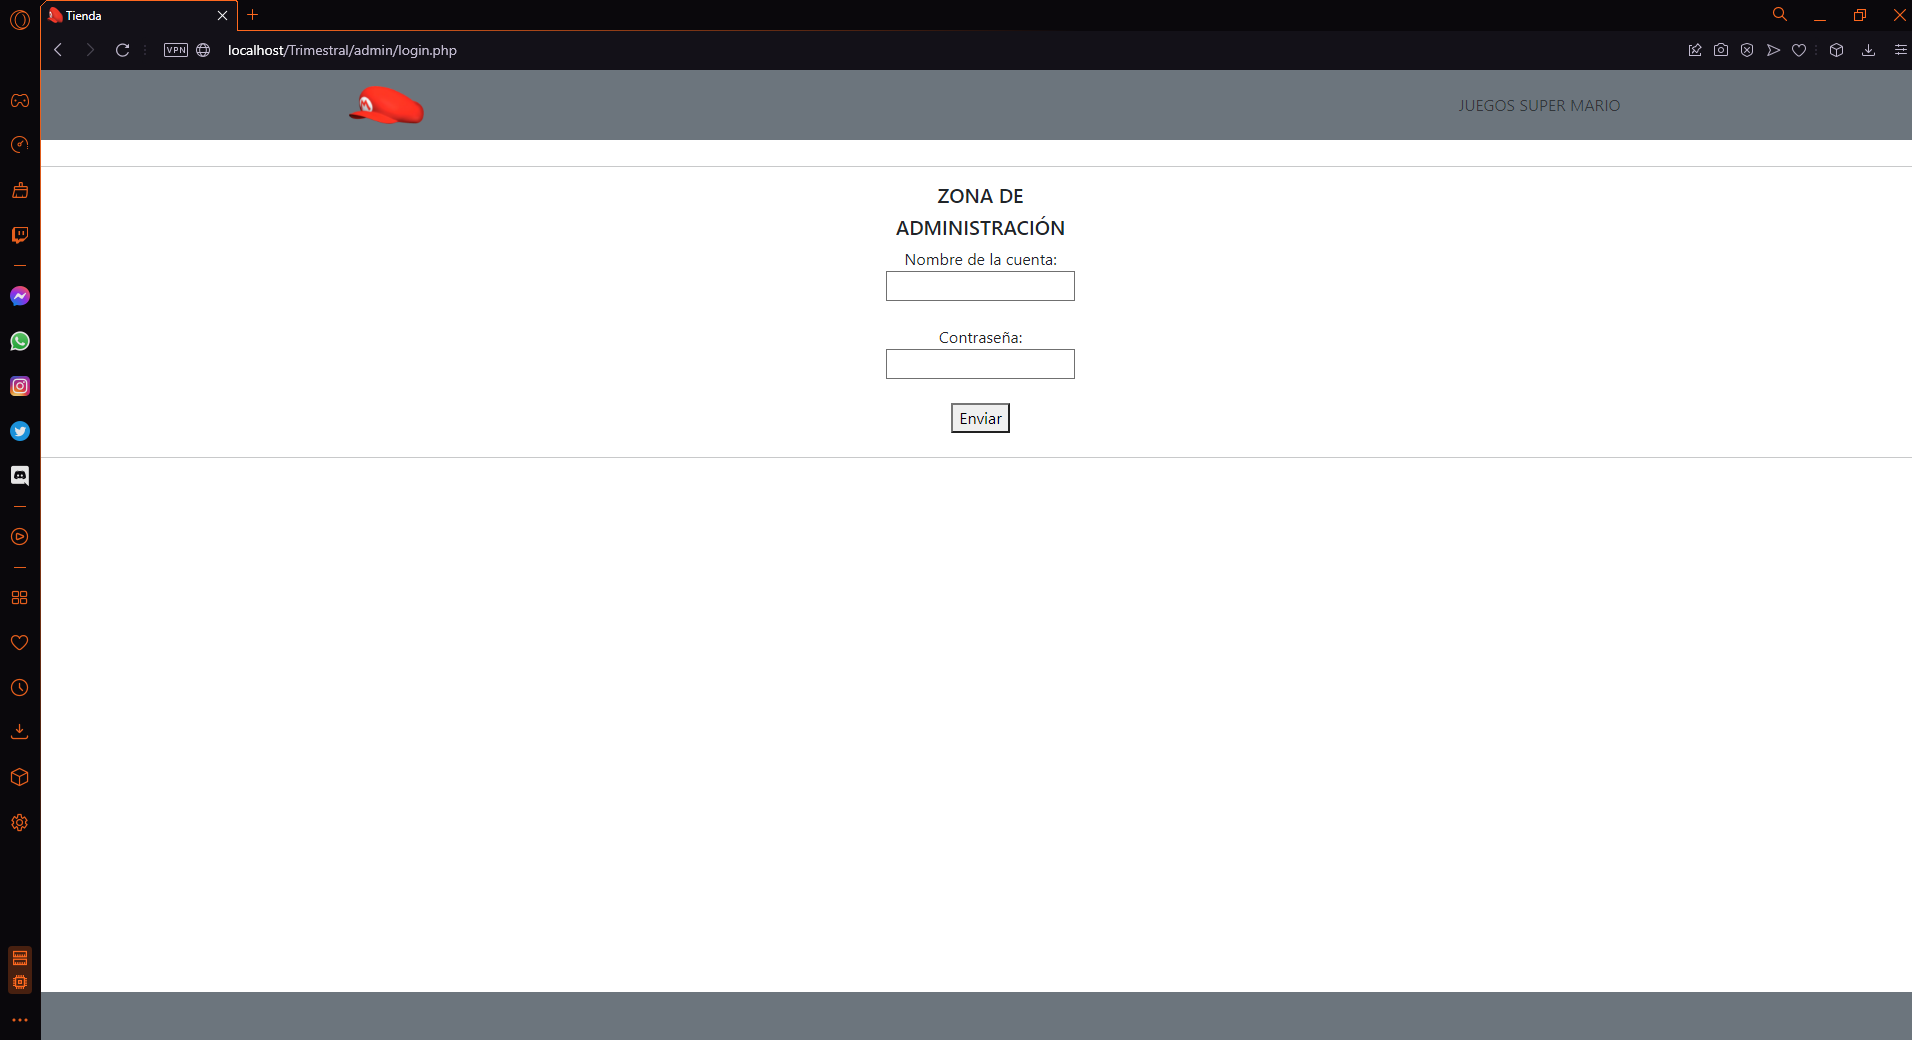 Tienda
VPN
localhost/Trimestral/admin/login.php
M
JUEGOS SUPER MARIO
ZONA DE
ADMINISTRACIÓN
Nombre de la cuenta:
Contraseña:
Enviar